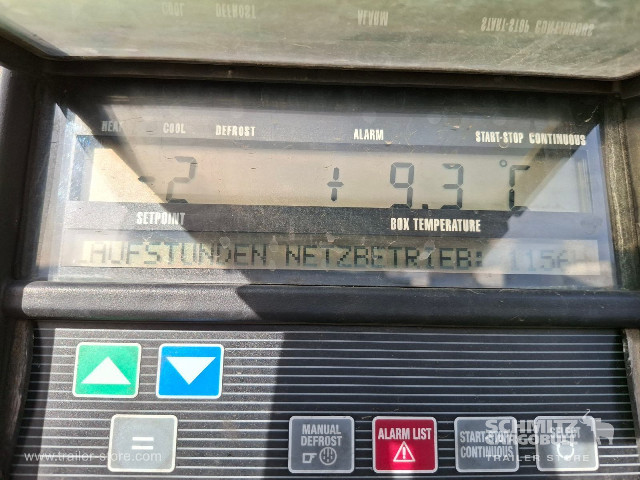 HEAT COOL DEFROST ALARM START-STOP CONTINUOUS
-2 + 9.3 °C
SETPOINT BOX TEMPERATURE
LAUFSTUNDEN NETZBETRIEB:
MANUAL DEFROST
ALARM LIST
START-STOP CONTINUOUS
=
SCHMITZ
CARGOBULL
TRAILER STORE
www.trailer-store.com